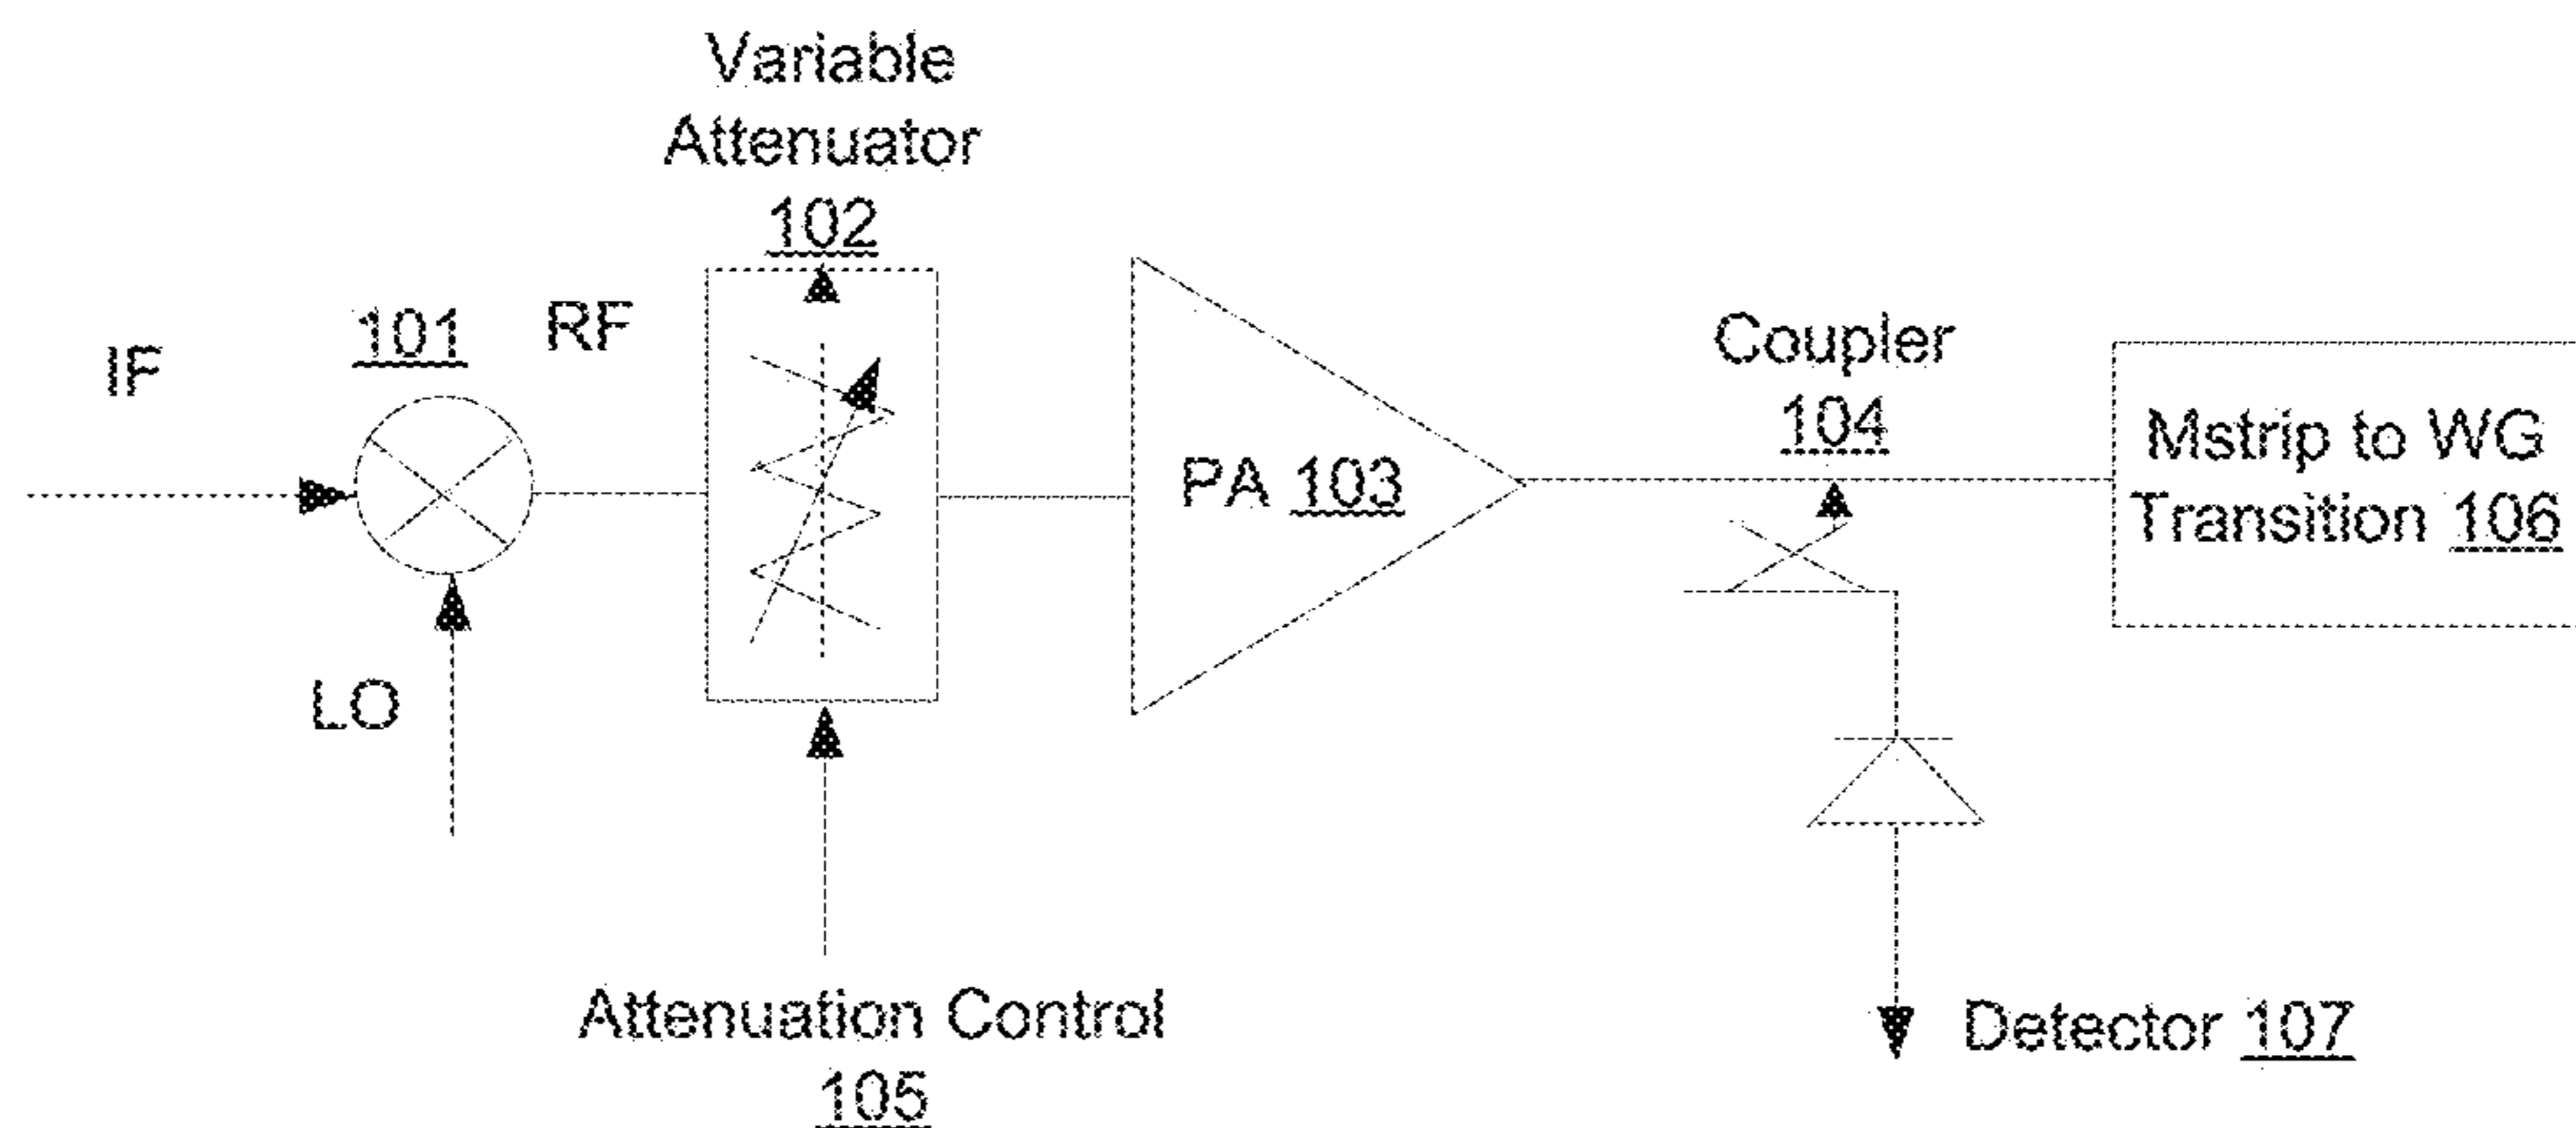 Variable
Attenuator
102
IF
101
RF
LO
PA 103
Coupler
104
Mstrip to WG
Transition 106
Attenuation Control
105
Detector 107